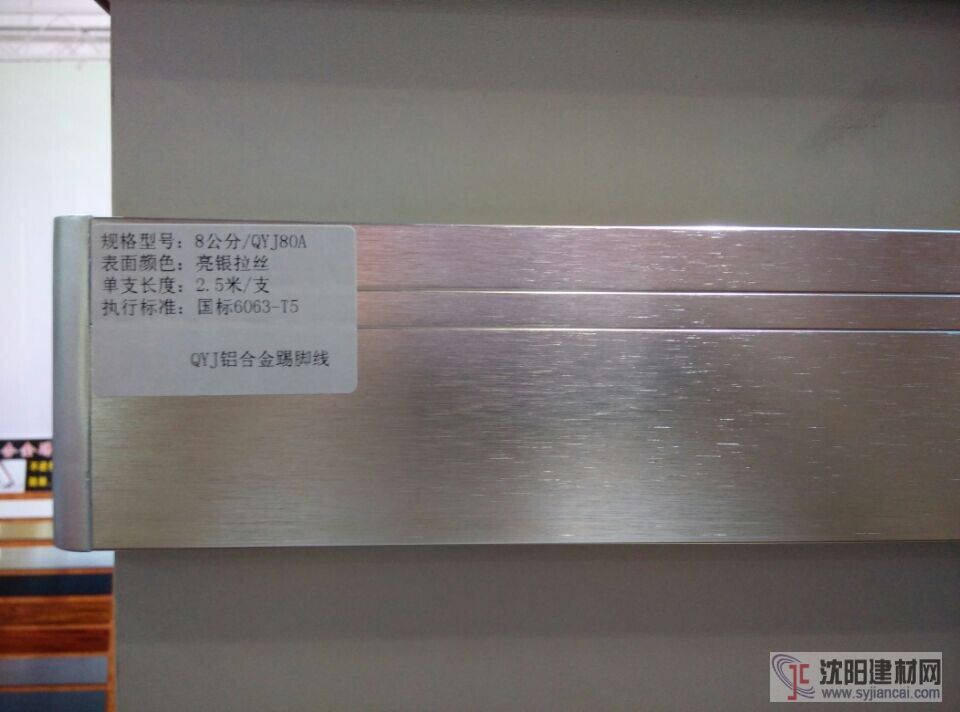 规格型号：8公分/QYJ80A
表面颜色：亮银拉丝
单支长度：2.5米/支
执行标准：国标6063-T5
QYJ铝合金踢脚线
沈阳建材网
www.syjiancai.com